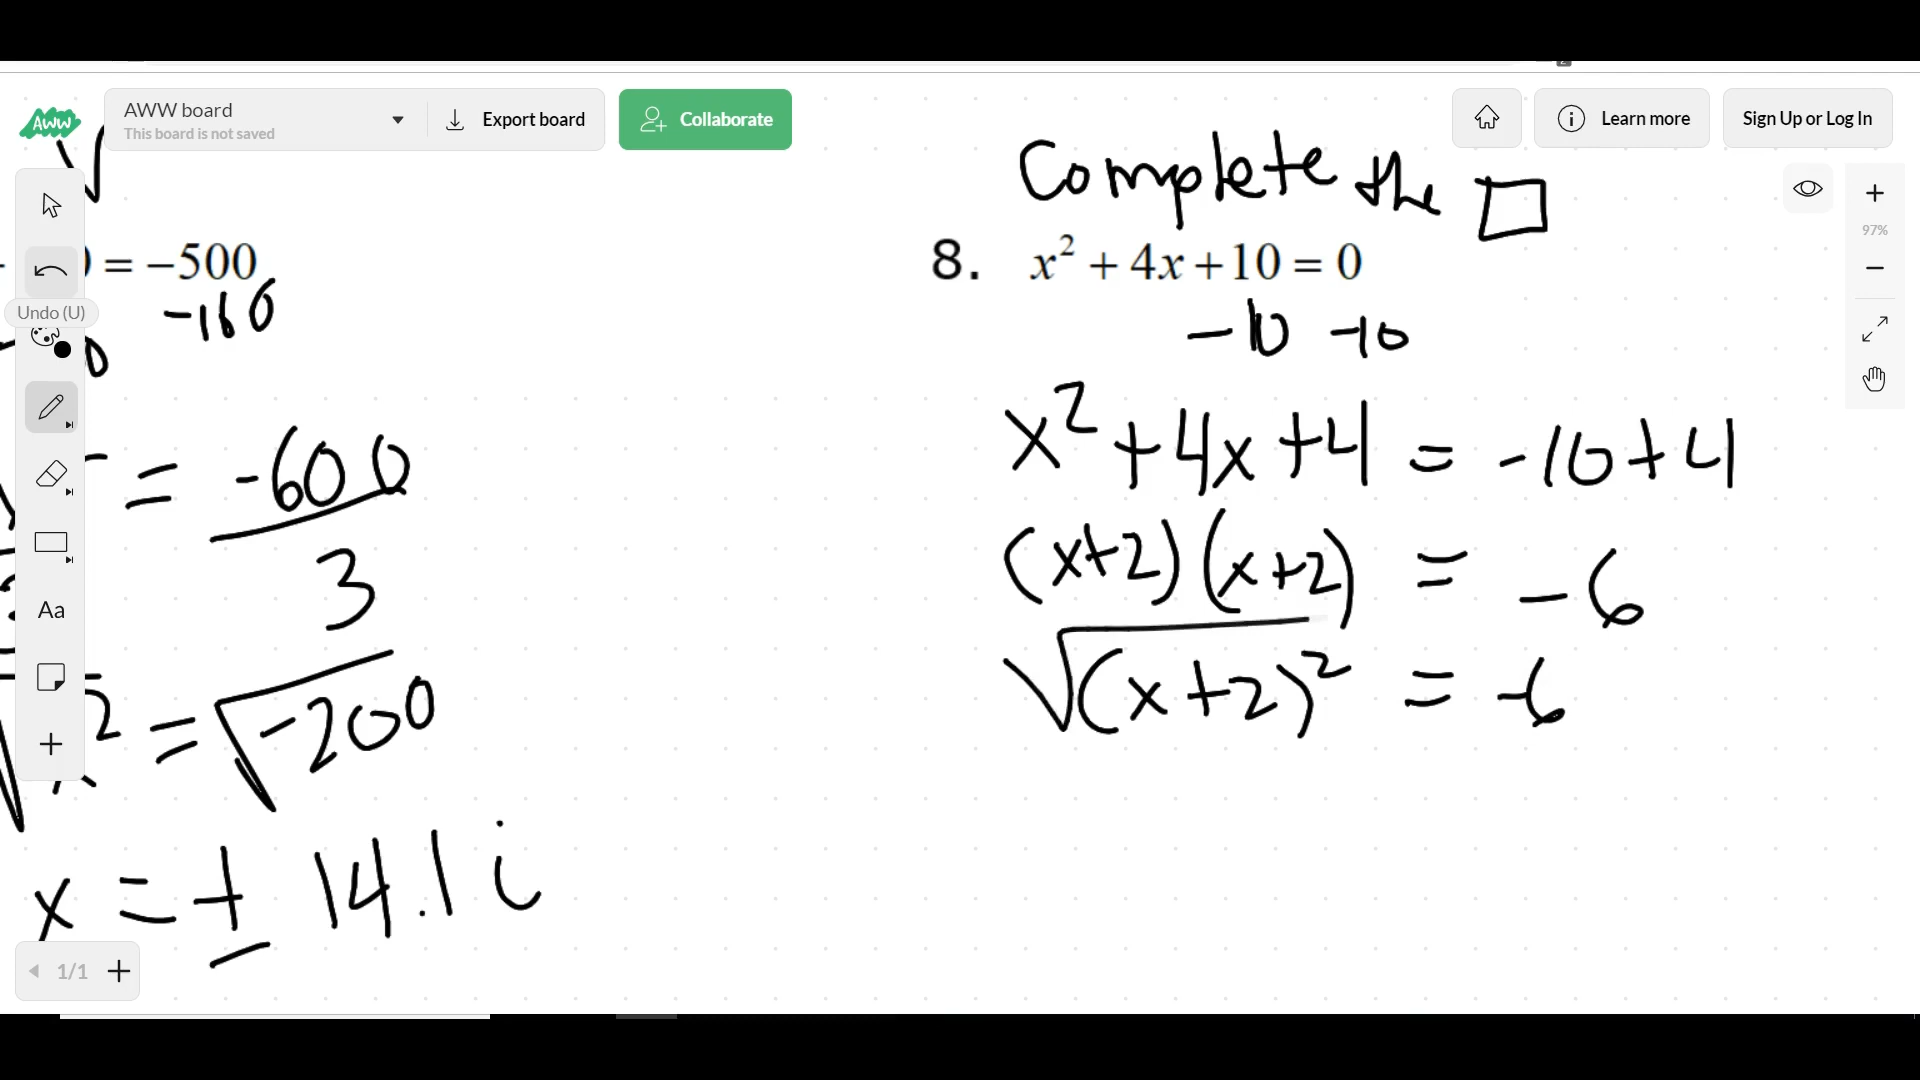 AWW
AWW board
This board is not saved
Export board
Collaborate
Learn more
Sign Up or Log In
97%
Undo (U)
Aa
1/1
= −500
-100
= -600
3
2 = √-200
x = ± 14.1 i
Complete the □
8. x² + 4x + 10 = 0
-10 -10
x² + 4x + 4 = -10 + 4
(x+2)(x+2) = -6
√(x+2)² = -6